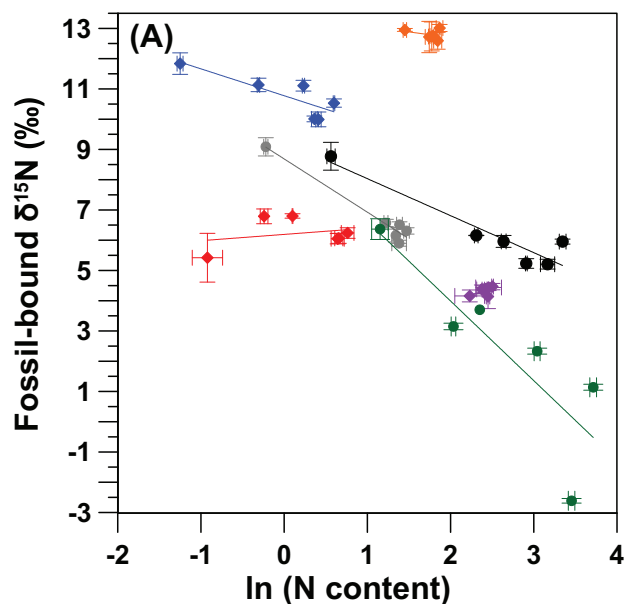 (A)
Fossil-bound δ¹⁵N (‰)
13
11
9
7
5
3
1
-1
-3
-2 -1 0 1 2 3 4
ln (N content)